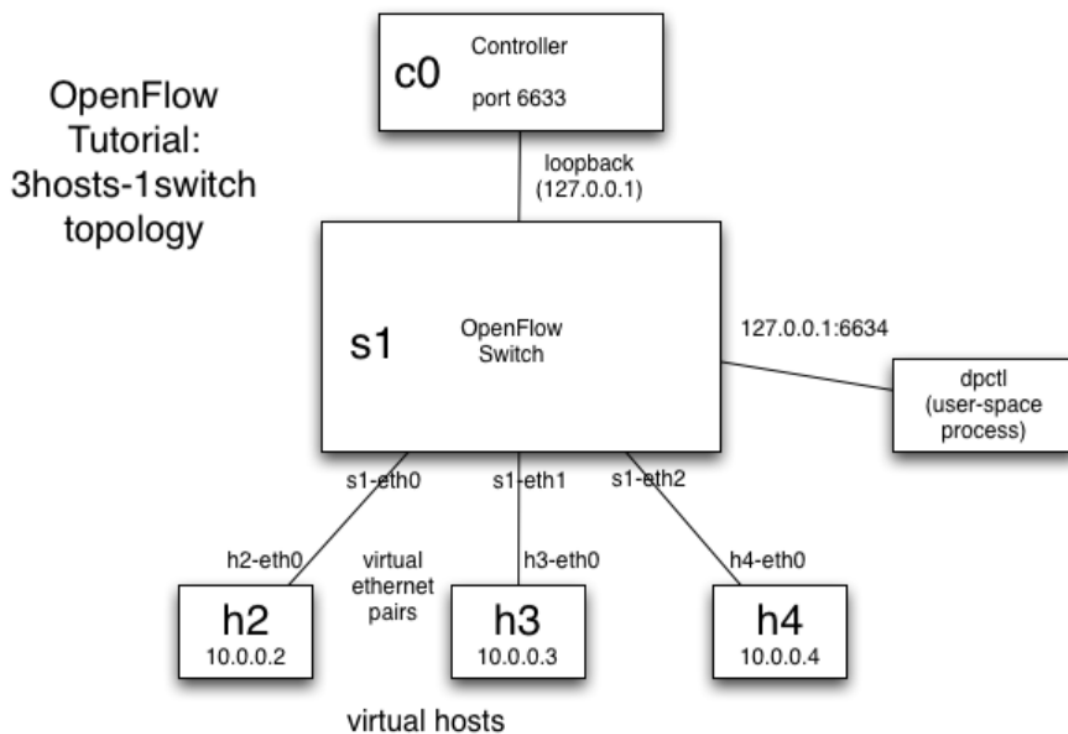 OpenFlow
Tutorial:
3hosts-1switch
topology
c0
Controller
port 6633
loopback
(127.0.0.1)
s1
OpenFlow
Switch
127.0.0.1:6634
dpctl
(user-space
process)
s1-eth0
s1-eth1
s1-eth2
h2-eth0
virtual
ethernet
pairs
h3-eth0
h4-eth0
h2
10.0.0.2
h3
10.0.0.3
h4
10.0.0.4
virtual hosts